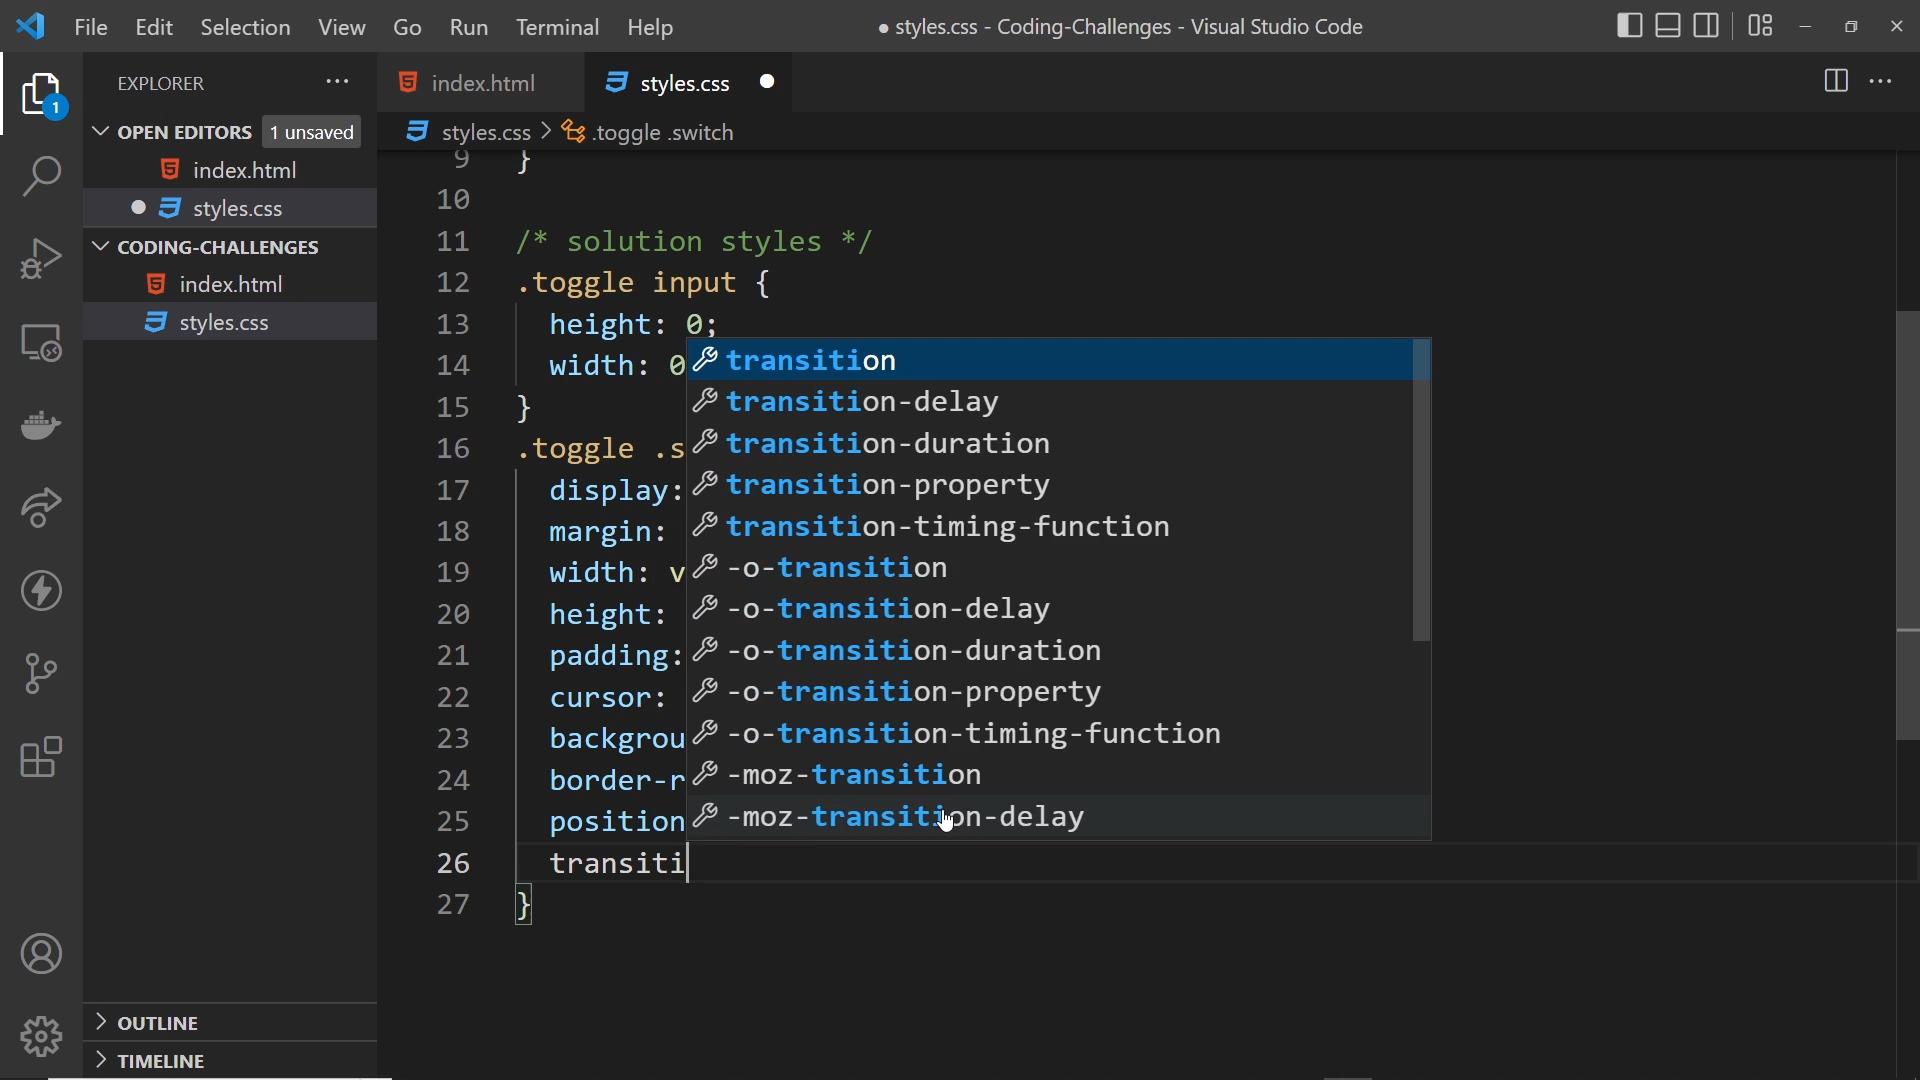 File Edit Selection View Go Run Terminal Help
● styles.css - Coding-Challenges - Visual Studio Code
EXPLORER ···
1
OPEN EDITORS 1 unsaved
index.html
styles.css
CODING-CHALLENGES
index.html
styles.css
OUTLINE
TIMELINE
index.html styles.css
styles.css > .toggle .switch
9 }
10
11 /* solution styles */
12 .toggle input {
13 height: 0;
14 width: 0
15 }
16 .toggle .s
17 display:
18 margin:
19 width: v
20 height:
21 padding:
22 cursor:
23 backgrou
24 border-r
25 position
26 transiti
27 }
transition
transition-delay
transition-duration
transition-property
transition-timing-function
-o-transition
-o-transition-delay
-o-transition-duration
-o-transition-property
-o-transition-timing-function
-moz-transition
-moz-transition-delay